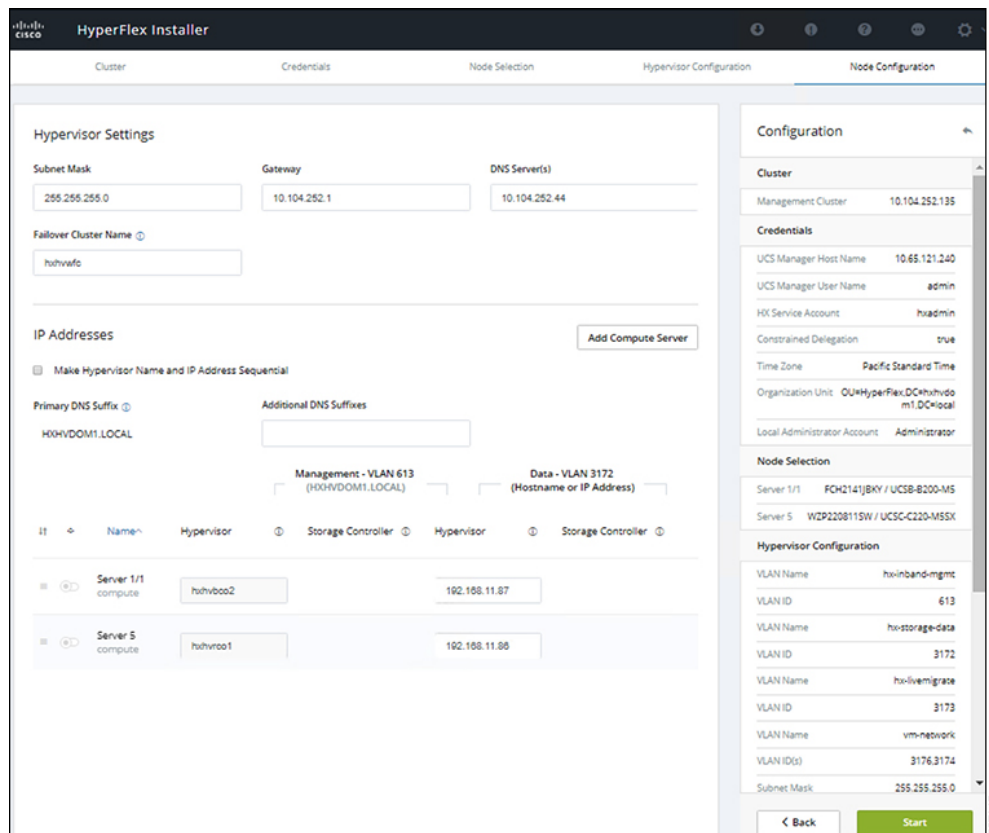 CISCO HyperFlex Installer
Cluster Credentials Node Selection Hypervisor Configuration Node Configuration
Hypervisor Settings
Subnet Mask Gateway DNS Server(s)
255.255.255.0 10.104.252.1 10.104.252.44
Failover Cluster Name
hxhvwfc
IP Addresses
Add Compute Server
Make Hypervisor Name and IP Address Sequential
Primary DNS Suffix Additional DNS Suffixes
HXHVDOM1.LOCAL
Management - VLAN 613 Data - VLAN 3172
(HXHVDOM1.LOCAL) (Hostname or IP Address)
Name Hypervisor Storage Controller Hypervisor Storage Controller
Server 1/1
compute
hxhvbco2 192.168.11.87
Server 5
compute
hxhvrco1 192.168.11.86
Configuration
Cluster
Management Cluster 10.104.252.135
Credentials
UCS Manager Host Name 10.65.121.240
UCS Manager User Name admin
HX Service Account hxadmin
Constrained Delegation true
Time Zone Pacific Standard Time
Organization Unit OU=HyperFlex,DC=hxhvdo
m1,DC=local
Local Administrator Account Administrator
Node Selection
Server 1/1 FCH2141JBKY / UCSB-B200-M5
Server 5 WZP2208115W / UCSC-C220-M5SX
Hypervisor Configuration
VLAN Name hx-inband-mgmt
VLAN ID 613
VLAN Name hx-storage-data
VLAN ID 3172
VLAN Name hx-livemigrate
VLAN ID 3173
VLAN Name vm-network
VLAN ID(s) 3176,3174
Subnet Mask 255.255.255.0
< Back Start